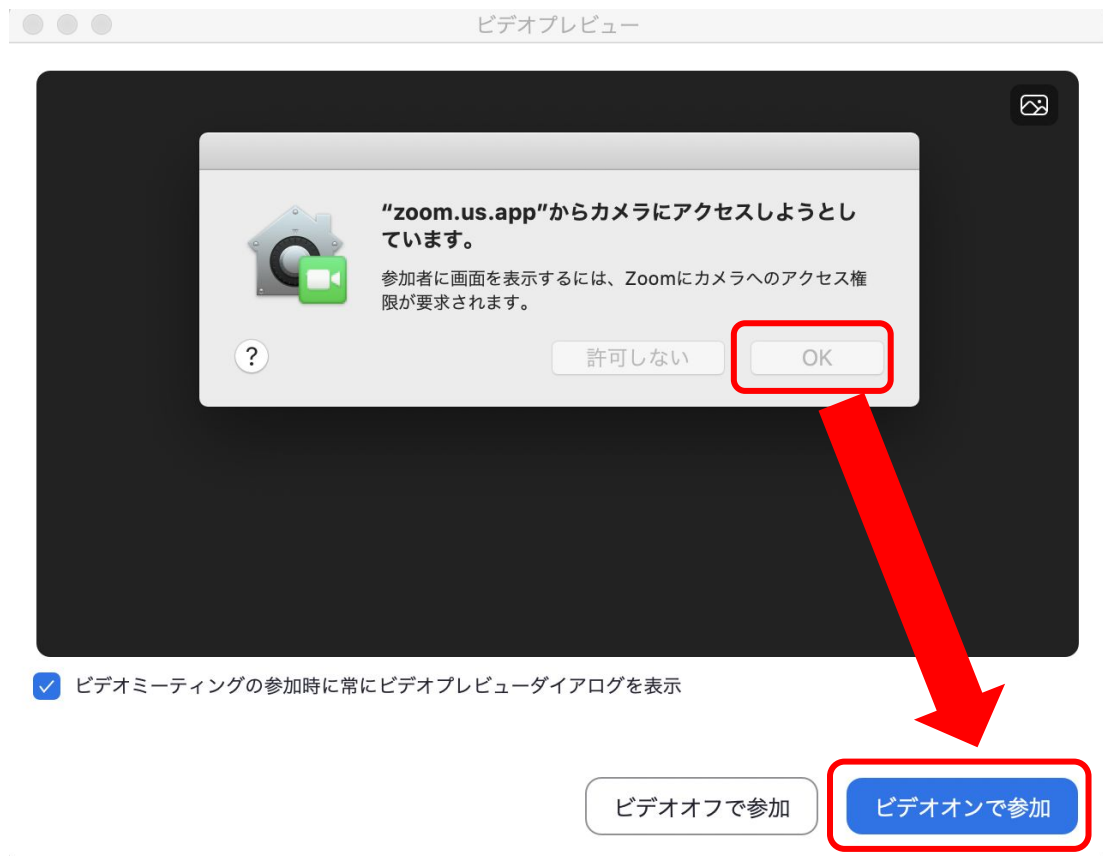 ビデオプレビュー
“zoom.us.app”からカメラにアクセスしようとし
ています。
参加者に画面を表示するには、Zoomにカメラへのアクセス権
限が要求されます。
?
許可しない
OK
ビデオミーティングの参加時に常にビデオプレビューダイアログを表示
ビデオオフで参加
ビデオオンで参加